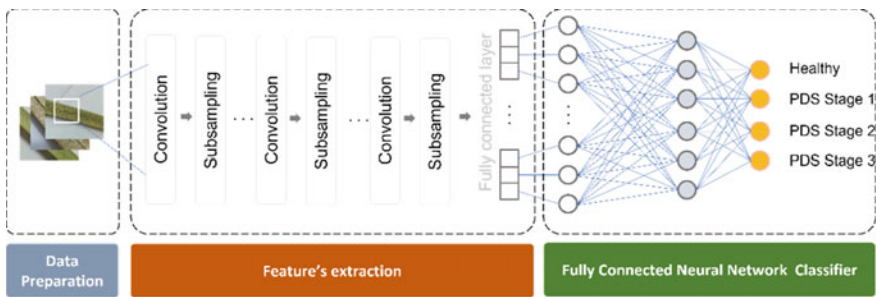 Convolution
Subsampling
...
Convolution
Subsampling
...
Convolution
Subsampling
Fully connected layer
Healthy
PDS Stage 1
PDS Stage 2
PDS Stage 3
Data
Preparation
Feature's extraction
Fully Connected Neural Network Classifier